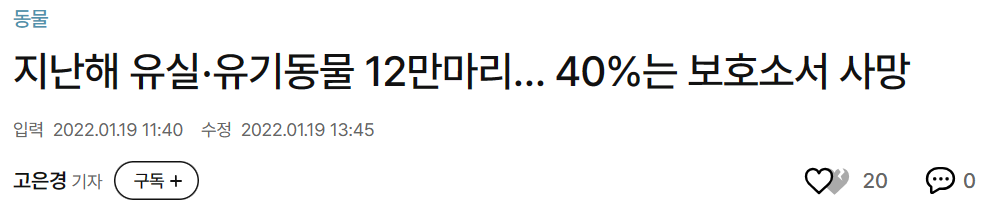 동물
지난해 유실·유기동물 12만마리... 40%는 보호소서 사망
입력 2022.01.19 11:40 수정 2022.01.19 13:45
고은경 기자 구독 + 20 0